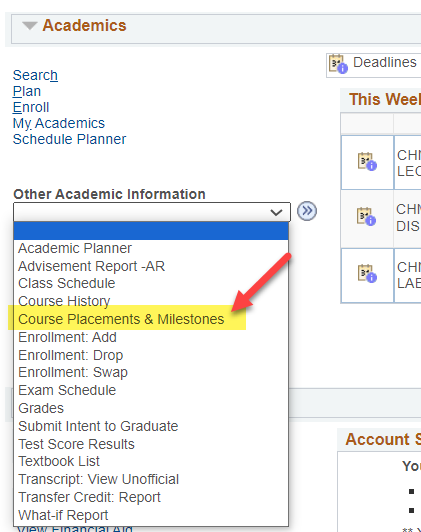 Academics
Deadlines
Search
Plan
Enroll
My Academics
Schedule Planner
This Week
Other Academic Information
Academic Planner
Advisement Report -AR
Class Schedule
Course History
Course Placements & Milestones
Enrollment: Add
Enrollment: Drop
Enrollment: Swap
Exam Schedule
Grades
Submit Intent to Graduate
Test Score Results
Textbook List
Transcript: View Unofficial
Transfer Credit: Report
What-if Report
View Financial Aid
CHM
LEC
CHM
DIS
CHM
LAB
Account S
You
**